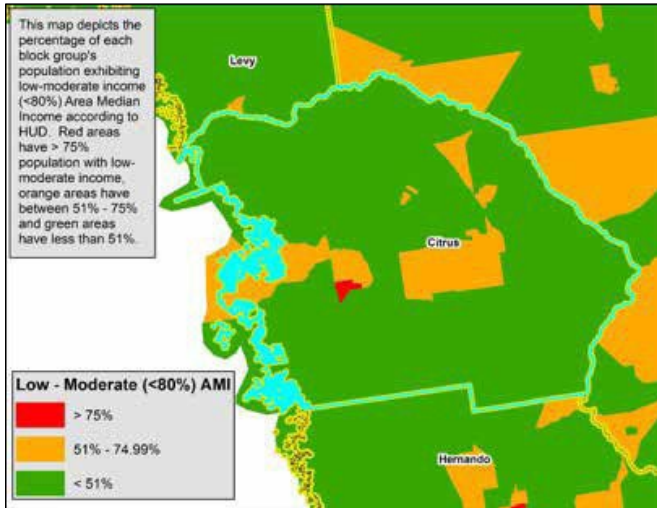 This map depicts the
percentage of each
block group's
population exhibiting
low-moderate income
(<80%) Area Median
Income according to
HUD. Red areas
have > 75%
population with low-
moderate income,
orange areas have
between 51% - 75%
and green areas
have less than 51%.
Levy
Citrus
Low - Moderate (<80%) AMI
> 75%
51% - 74.99%
< 51%
Hernando